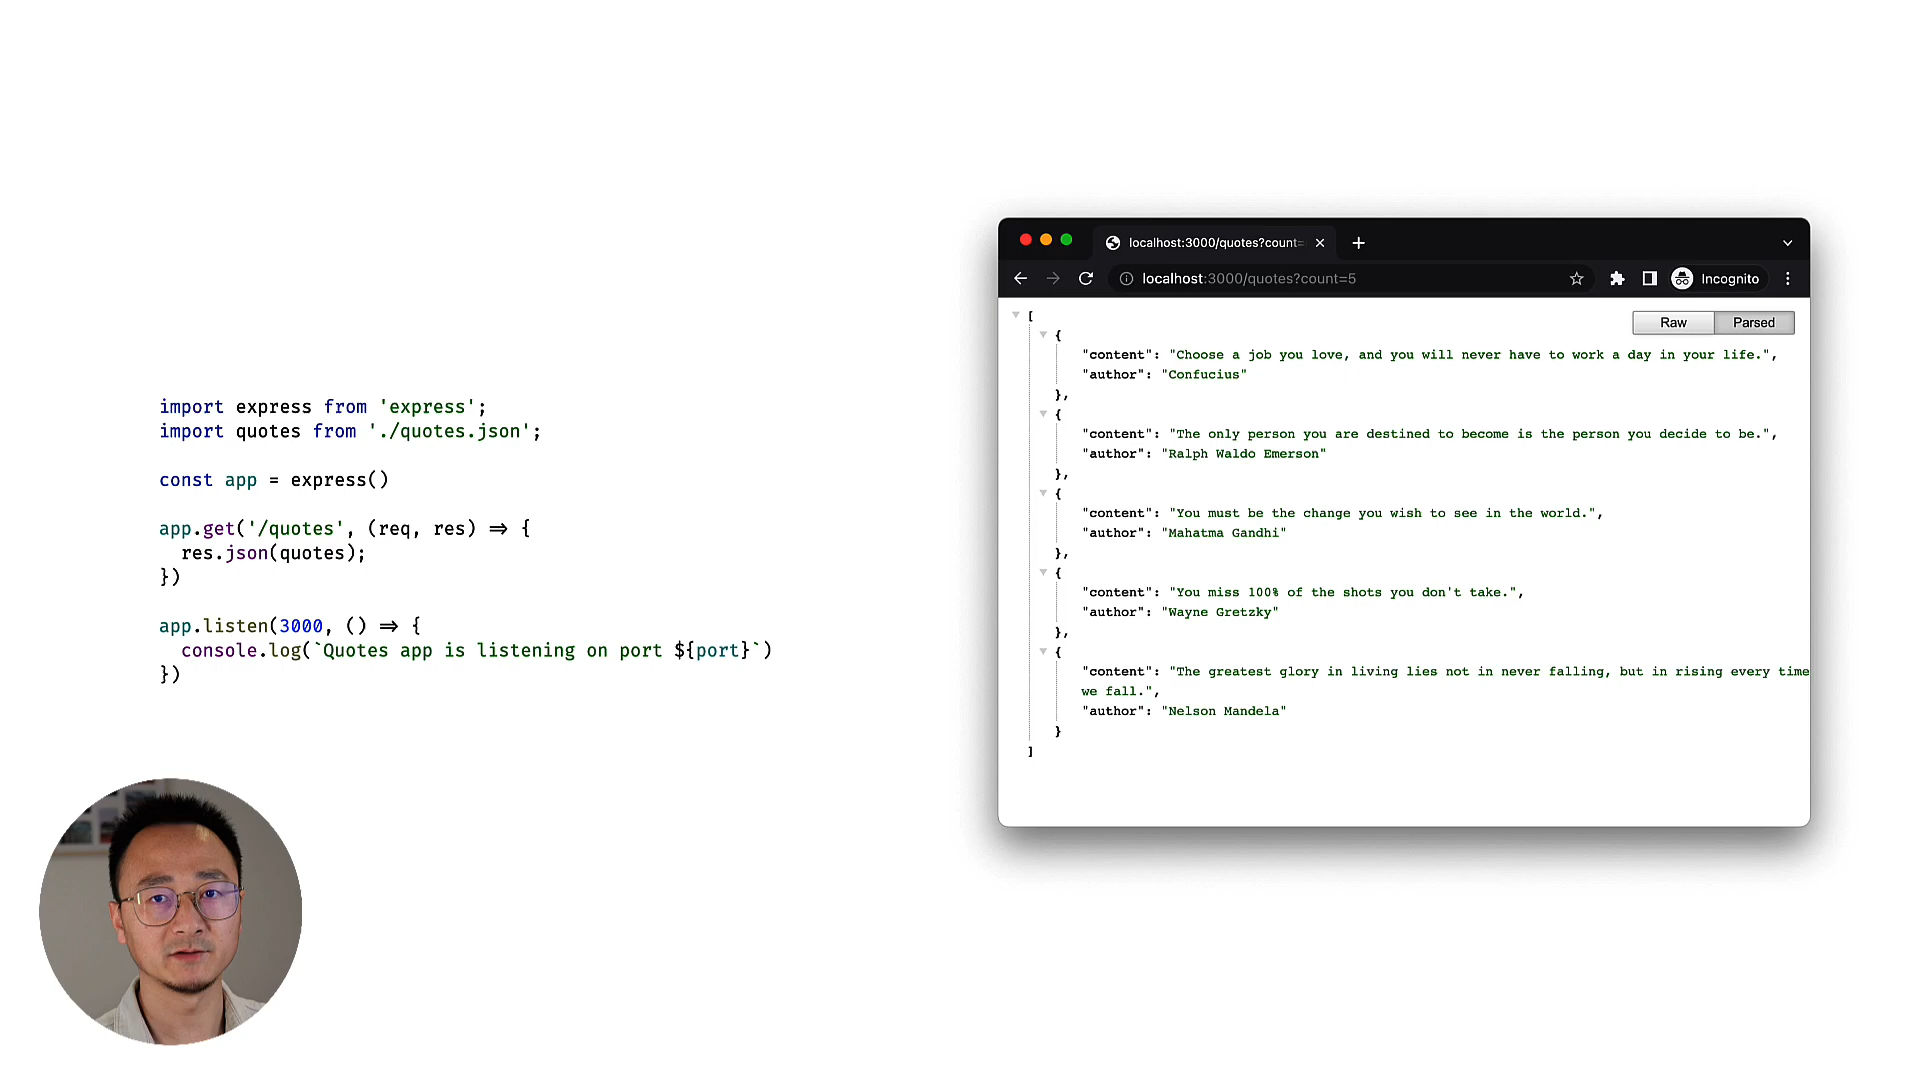 import express from 'express';
import quotes from './quotes.json';
const app = express()
app.get('/quotes', (req, res) => {
  res.json(quotes);
})
app.listen(3000, () => {
  console.log(`Quotes app is listening on port ${port}`)
})
localhost:3000/quotes?count=
localhost:3000/quotes?count=5
Incognito
Raw Parsed
[
{
"content": "Choose a job you love, and you will never have to work a day in your life.",
"author": "Confucius"
},
{
"content": "The only person you are destined to become is the person you decide to be.",
"author": "Ralph Waldo Emerson"
},
{
"content": "You must be the change you wish to see in the world.",
"author": "Mahatma Gandhi"
},
{
"content": "You miss 100% of the shots you don't take.",
"author": "Wayne Gretzky"
},
{
"content": "The greatest glory in living lies not in never falling, but in rising every time
we fall.",
"author": "Nelson Mandela"
}
]